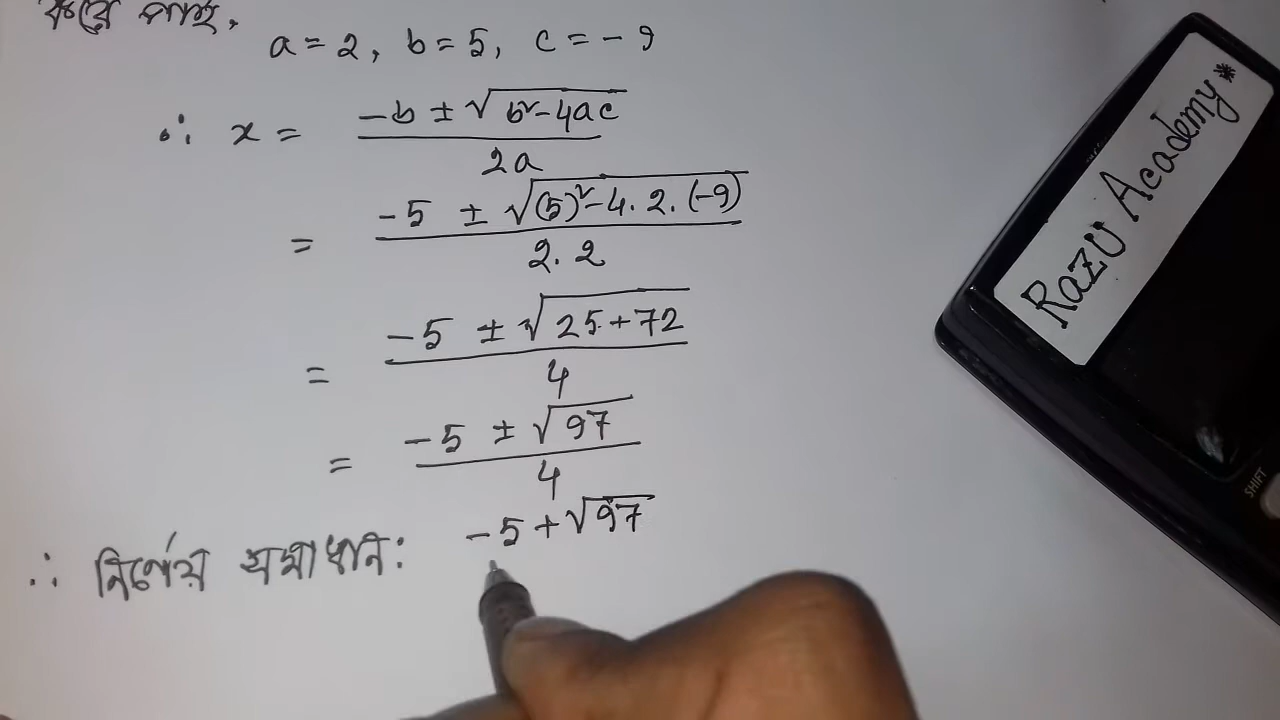 করে পাই,
a = 2, b = 5, c = - 9
∴ x = (-b ± √(b² - 4ac)) / 2a
= (-5 ± √((5)² - 4. 2. (-9))) / 2. 2
= (-5 ± √(25 + 72)) / 4
= (-5 ± √97) / 4
∴ নির্ণেয় সমাধান: -5 + √97
RAZU Academy*
SHIFT